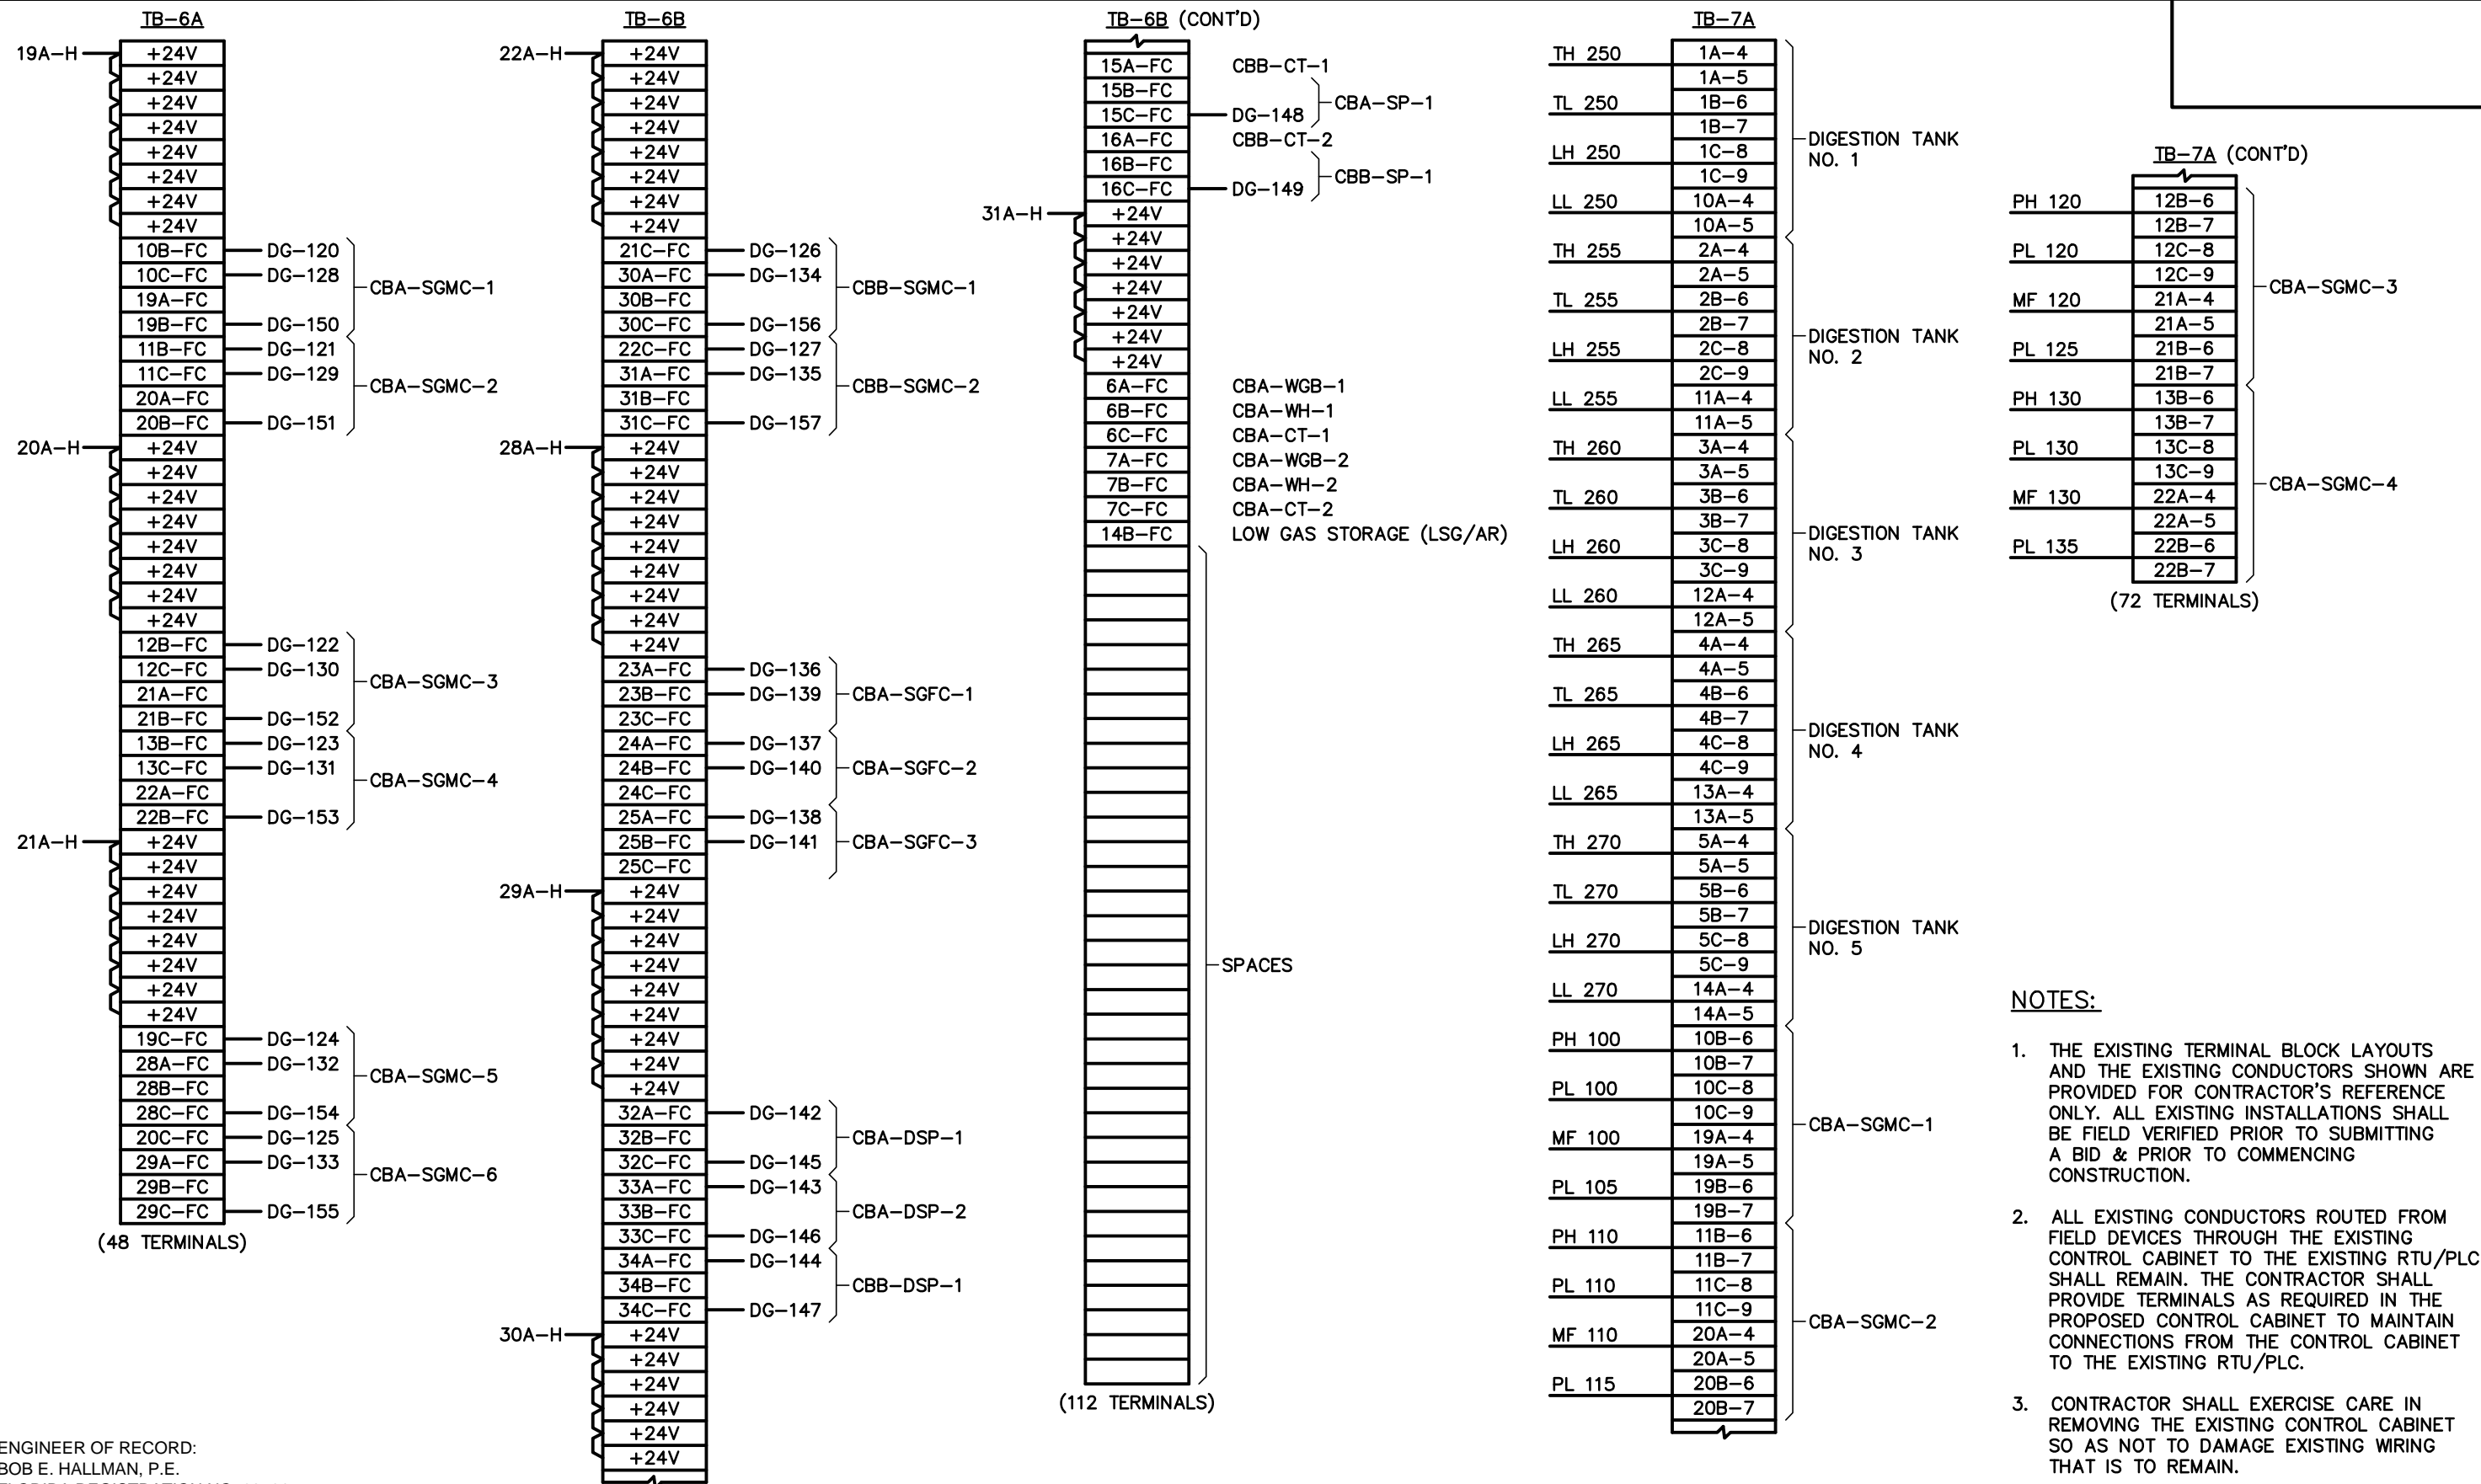 TB-6A
19A-H +24V
+24V
+24V
+24V
+24V
+24V
+24V
+24V
10B-FC DG-120
10C-FC DG-128
CBA-SGMC-1
19A-FC
19B-FC DG-150
11B-FC DG-121
11C-FC DG-129
CBA-SGMC-2
20A-FC
20B-FC DG-151
20A-H +24V
+24V
+24V
+24V
+24V
+24V
+24V
+24V
12B-FC DG-122
12C-FC DG-130
CBA-SGMC-3
21A-FC
21B-FC DG-152
13B-FC DG-123
13C-FC DG-131
CBA-SGMC-4
22A-FC
22B-FC DG-153
21A-H +24V
+24V
+24V
+24V
+24V
+24V
+24V
+24V
19C-FC DG-124
28A-FC DG-132
CBA-SGMC-5
28B-FC
28C-FC DG-154
20C-FC DG-125
29A-FC DG-133
CBA-SGMC-6
29B-FC
29C-FC DG-155
(48 TERMINALS)
TB-6B
22A-H +24V
+24V
+24V
+24V
+24V
+24V
+24V
+24V
21C-FC DG-126
30A-FC DG-134
CBB-SGMC-1
30B-FC
30C-FC DG-156
22C-FC DG-127
31A-FC DG-135
CBB-SGMC-2
31B-FC
31C-FC DG-157
28A-H +24V
+24V
+24V
+24V
+24V
+24V
+24V
+24V
+24V
23A-FC DG-136
23B-FC DG-139 CBA-SGFC-1
23C-FC
24A-FC DG-137
24B-FC DG-140 CBA-SGFC-2
24C-FC
25A-FC DG-138
25B-FC DG-141 CBA-SGFC-3
25C-FC
29A-H +24V
+24V
+24V
+24V
+24V
+24V
+24V
+24V
+24V
32A-FC DG-142
32B-FC CBA-DSP-1
32C-FC DG-145
33A-FC DG-143
33B-FC CBA-DSP-2
33C-FC DG-146
34A-FC DG-144
34B-FC CBB-DSP-1
34C-FC DG-147
30A-H +24V
+24V
+24V
+24V
+24V
+24V
TB-6B (CONT'D)
15A-FC CBB-CT-1
15B-FC
CBA-SP-1
15C-FC DG-148
16A-FC CBB-CT-2
16B-FC
CBB-SP-1
16C-FC DG-149
31A-H +24V
+24V
+24V
+24V
+24V
+24V
+24V
6A-FC CBA-WGB-1
6B-FC CBA-WH-1
6C-FC CBA-CT-1
7A-FC CBA-WGB-2
7B-FC CBA-WH-2
7C-FC CBA-CT-2
14B-FC LOW GAS STORAGE (LSG/AR)
SPACES
(112 TERMINALS)
TB-7A
TH 250 1A-4
1A-5
TL 250 1B-6
1B-7
DIGESTION TANK
NO. 1
LH 250 1C-8
1C-9
LL 250 10A-4
10A-5
TH 255 2A-4
2A-5
TL 255 2B-6
2B-7
DIGESTION TANK
NO. 2
LH 255 2C-8
2C-9
LL 255 11A-4
11A-5
TH 260 3A-4
3A-5
TL 260 3B-6
3B-7
DIGESTION TANK
NO. 3
LH 260 3C-8
3C-9
LL 260 12A-4
12A-5
TH 265 4A-4
4A-5
TL 265 4B-6
4B-7
DIGESTION TANK
NO. 4
LH 265 4C-8
4C-9
LL 265 13A-4
13A-5
TH 270 5A-4
5A-5
TL 270 5B-6
5B-7
DIGESTION TANK
NO. 5
LH 270 5C-8
5C-9
LL 270 14A-4
14A-5
PH 100 10B-6
10B-7
PL 100 10C-8
10C-9
CBA-SGMC-1
MF 100 19A-4
19A-5
PL 105 19B-6
19B-7
PH 110 11B-6
11B-7
PL 110 11C-8
11C-9
CBA-SGMC-2
MF 110 20A-4
20A-5
PL 115 20B-6
20B-7
TB-7A (CONT'D)
PH 120 12B-6
12B-7
PL 120 12C-8
12C-9
CBA-SGMC-3
MF 120 21A-4
21A-5
PL 125 21B-6
21B-7
PH 130 13B-6
13B-7
PL 130 13C-8
13C-9
CBA-SGMC-4
MF 130 22A-4
22A-5
PL 135 22B-6
22B-7
(72 TERMINALS)
NOTES:
1. THE EXISTING TERMINAL BLOCK LAYOUTS
AND THE EXISTING CONDUCTORS SHOWN ARE
PROVIDED FOR CONTRACTOR'S REFERENCE
ONLY. ALL EXISTING INSTALLATIONS SHALL
BE FIELD VERIFIED PRIOR TO SUBMITTING
A BID & PRIOR TO COMMENCING
CONSTRUCTION.
2. ALL EXISTING CONDUCTORS ROUTED FROM
FIELD DEVICES THROUGH THE EXISTING
CONTROL CABINET TO THE EXISTING RTU/PLC
SHALL REMAIN. THE CONTRACTOR SHALL
PROVIDE TERMINALS AS REQUIRED IN THE
PROPOSED CONTROL CABINET TO MAINTAIN
CONNECTIONS FROM THE CONTROL CABINET
TO THE EXISTING RTU/PLC.
3. CONTRACTOR SHALL EXERCISE CARE IN
REMOVING THE EXISTING CONTROL CABINET
SO AS NOT TO DAMAGE EXISTING WIRING
THAT IS TO REMAIN.
ENGINEER OF RECORD:
BOB E. HALLMAN, P.E.